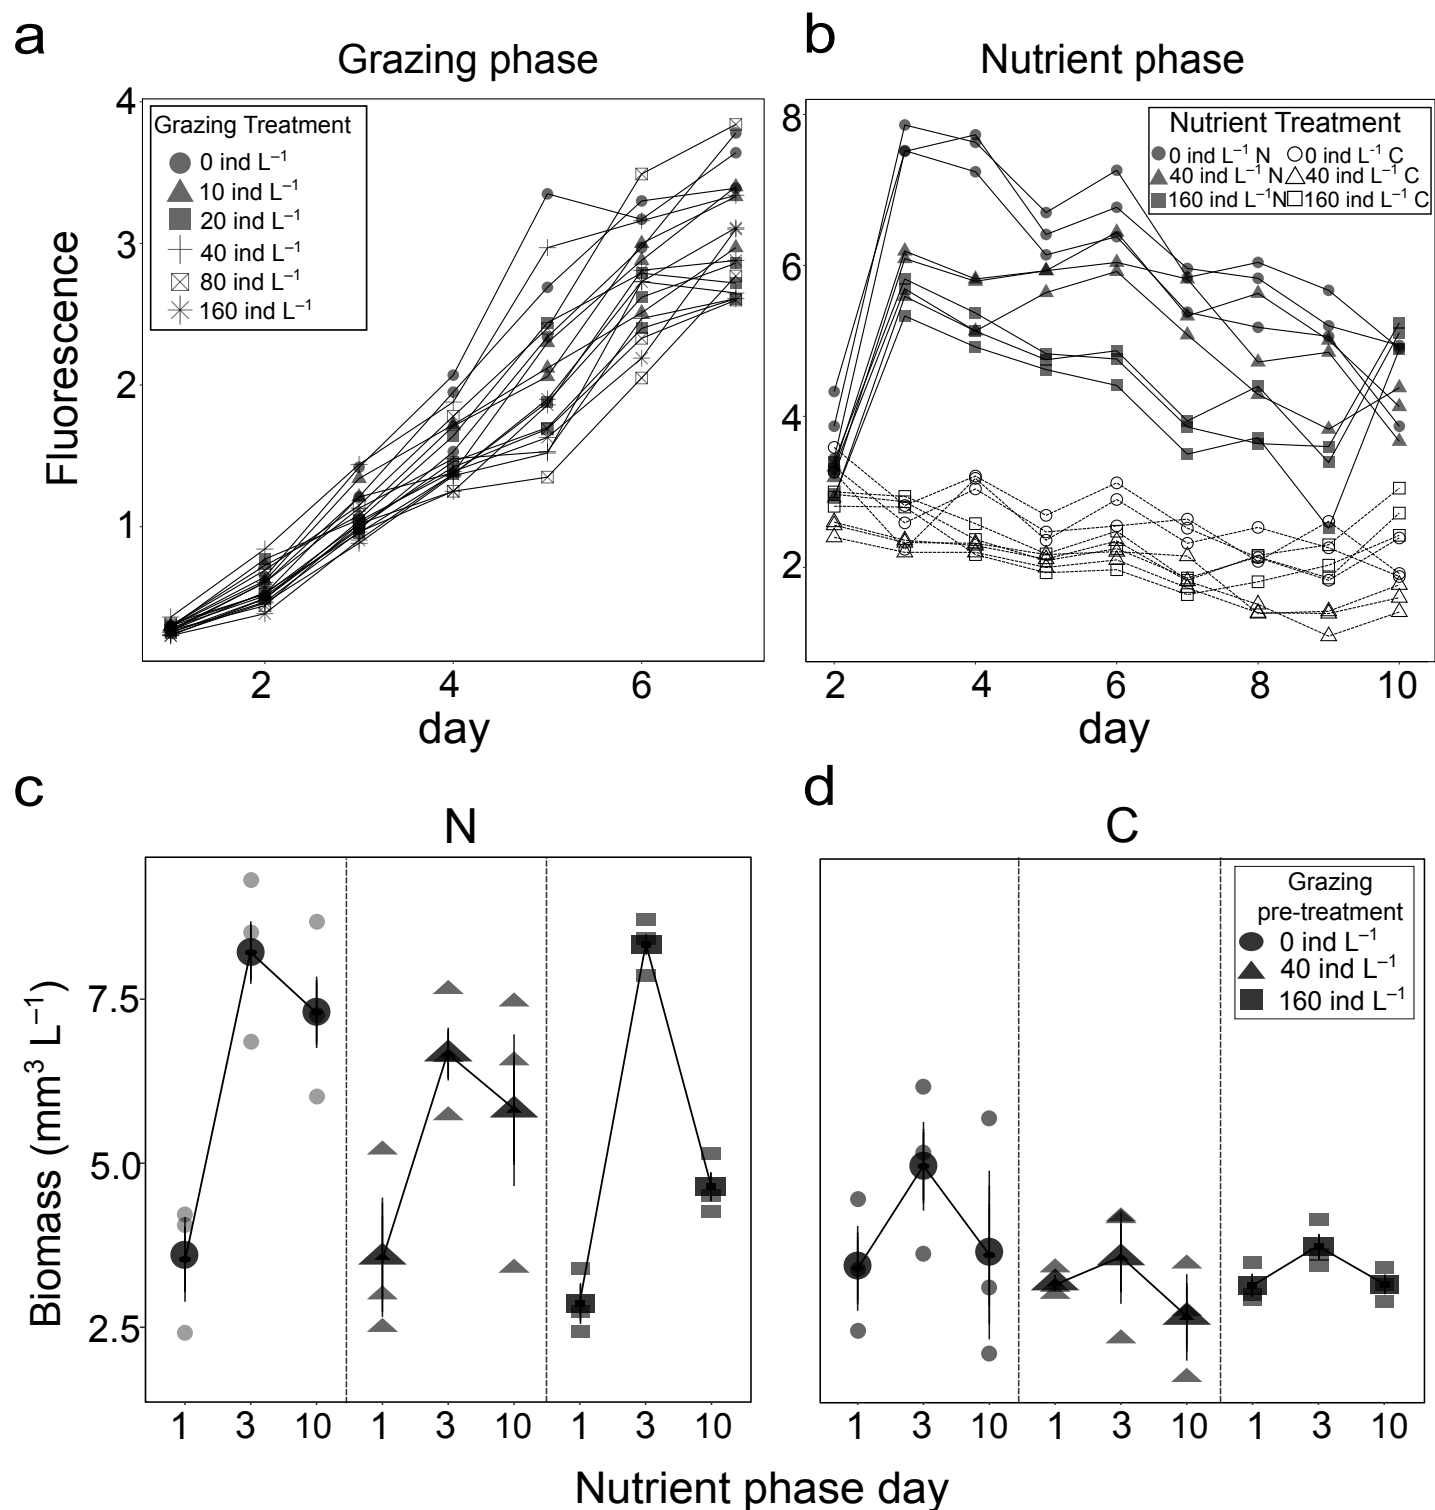 a
Grazing phase
4
3
2
1
Fluorescence
Grazing Treatment
0 ind L⁻¹
10 ind L⁻¹
20 ind L⁻¹
40 ind L⁻¹
80 ind L⁻¹
160 ind L⁻¹
2 4 6
day
b
Nutrient phase
8
6
4
2
Nutrient Treatment
0 ind L⁻¹ N 0 ind L⁻¹ C
40 ind L⁻¹ N 40 ind L⁻¹ C
160 ind L⁻¹N 160 ind L⁻¹ C
2 4 6 8 10
day
c
N
7.5
5.0
2.5
Biomass (mm³ L⁻¹)
1 3 10 1 3 10 1 3 10
d
C
Grazing
pre-treatment
0 ind L⁻¹
40 ind L⁻¹
160 ind L⁻¹
1 3 10 1 3 10 1 3 10
Nutrient phase day